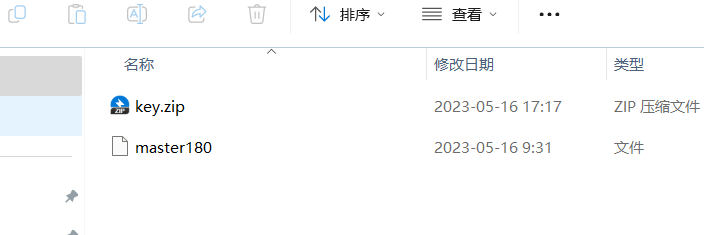 排序 查看
名称 修改日期 类型
key.zip 2023-05-16 17:17 ZIP 压缩文件
master180 2023-05-16 9:31 文件